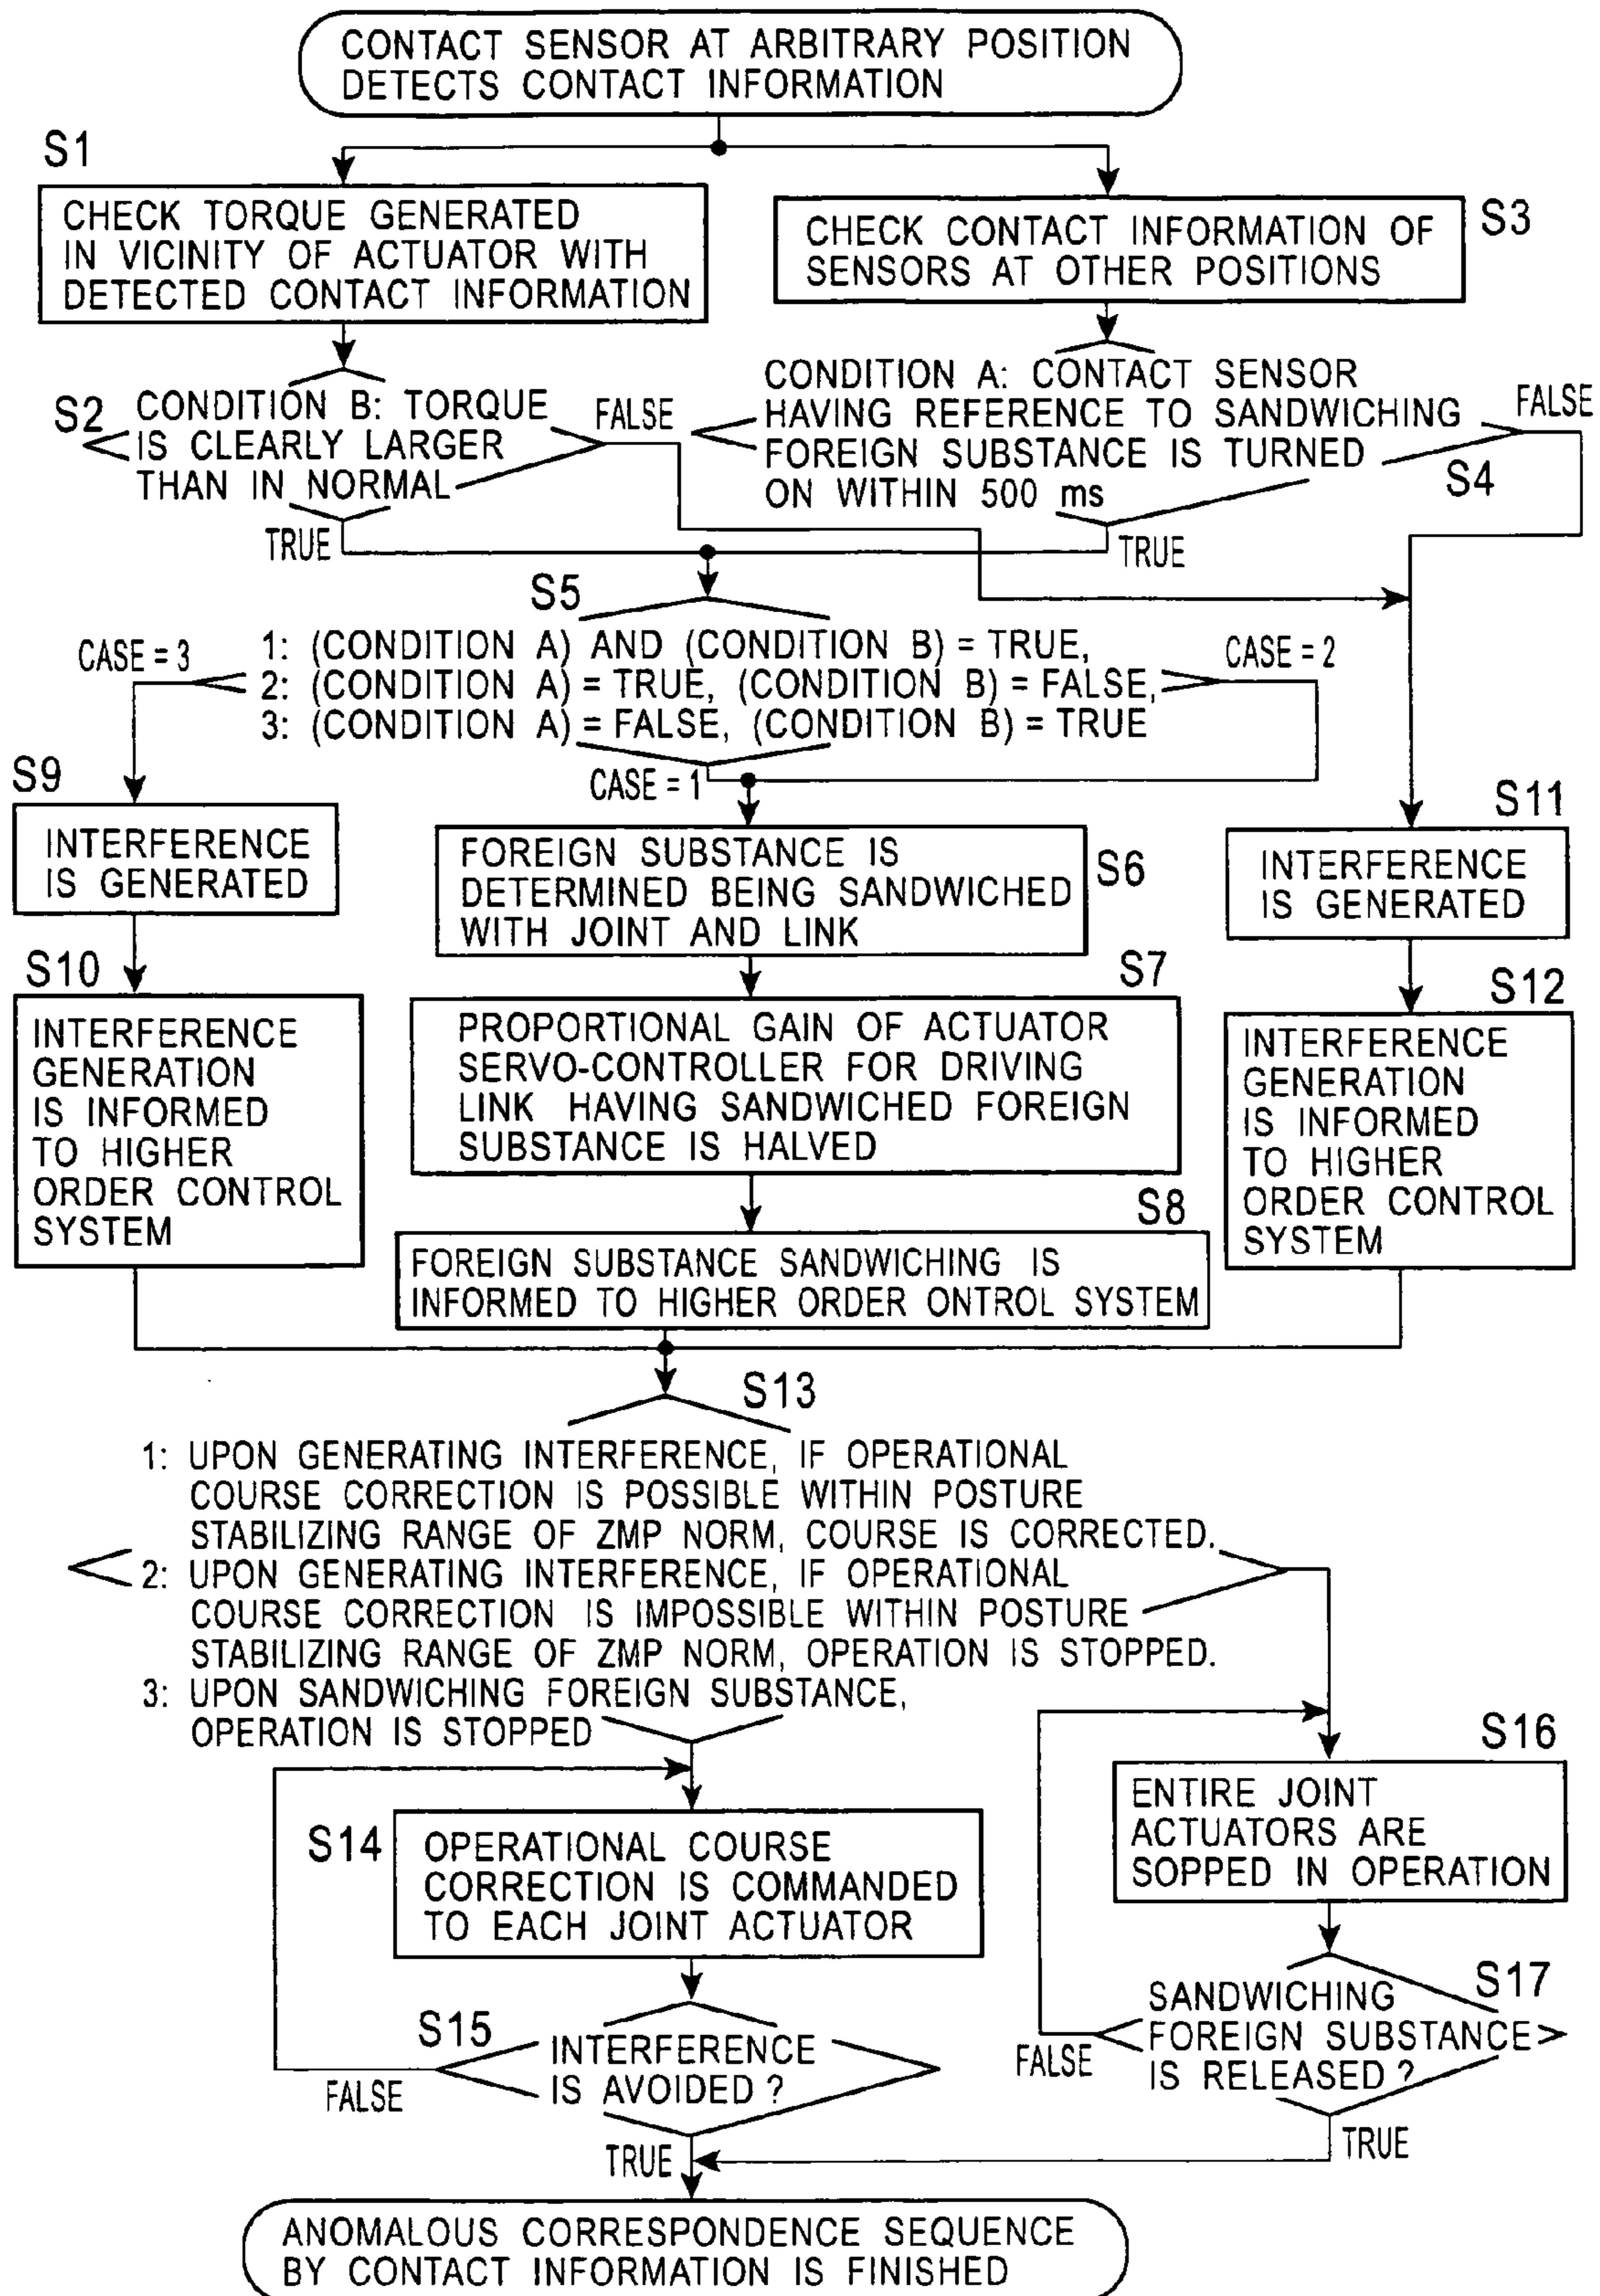 CONTACT SENSOR AT ARBITRARY POSITION
DETECTS CONTACT INFORMATION
S1
CHECK TORQUE GENERATED
IN VICINITY OF ACTUATOR WITH
DETECTED CONTACT INFORMATION
S3
CHECK CONTACT INFORMATION OF
SENSORS AT OTHER POSITIONS
S2
CONDITION B: TORQUE
IS CLEARLY LARGER
THAN IN NORMAL
FALSE
TRUE
CONDITION A: CONTACT SENSOR
HAVING REFERENCE TO SANDWICHING
FOREIGN SUBSTANCE IS TURNED
ON WITHIN 500 ms
FALSE
S4
TRUE
S5
1: (CONDITION A) AND (CONDITION B) = TRUE,
2: (CONDITION A) = TRUE, (CONDITION B) = FALSE,
3: (CONDITION A) = FALSE, (CONDITION B) = TRUE
CASE = 3
CASE = 2
CASE = 1
S9
INTERFERENCE
IS GENERATED
S10
INTERFERENCE
GENERATION
IS INFORMED
TO HIGHER
ORDER CONTROL
SYSTEM
S6
FOREIGN SUBSTANCE IS
DETERMINED BEING SANDWICHED
WITH JOINT AND LINK
S7
PROPORTIONAL GAIN OF ACTUATOR
SERVO-CONTROLLER FOR DRIVING
LINK HAVING SANDWICHED FOREIGN
SUBSTANCE IS HALVED
S8
FOREIGN SUBSTANCE SANDWICHING IS
INFORMED TO HIGHER ORDER ONTROL SYSTEM
S11
INTERFERENCE
IS GENERATED
S12
INTERFERENCE
GENERATION
IS INFORMED
TO HIGHER
ORDER CONTROL
SYSTEM
S13
1: UPON GENERATING INTERFERENCE, IF OPERATIONAL
COURSE CORRECTION IS POSSIBLE WITHIN POSTURE
STABILIZING RANGE OF ZMP NORM, COURSE IS CORRECTED.
2: UPON GENERATING INTERFERENCE, IF OPERATIONAL
COURSE CORRECTION IS IMPOSSIBLE WITHIN POSTURE
STABILIZING RANGE OF ZMP NORM, OPERATION IS STOPPED.
3: UPON SANDWICHING FOREIGN SUBSTANCE,
OPERATION IS STOPPED
S14
OPERATIONAL COURSE
CORRECTION IS COMMANDED
TO EACH JOINT ACTUATOR
S15
INTERFERENCE
IS AVOIDED ?
FALSE
TRUE
S16
ENTIRE JOINT
ACTUATORS ARE
SOPPED IN OPERATION
S17
SANDWICHING
FOREIGN SUBSTANCE
IS RELEASED ?
FALSE
TRUE
ANOMALOUS CORRESPONDENCE SEQUENCE
BY CONTACT INFORMATION IS FINISHED